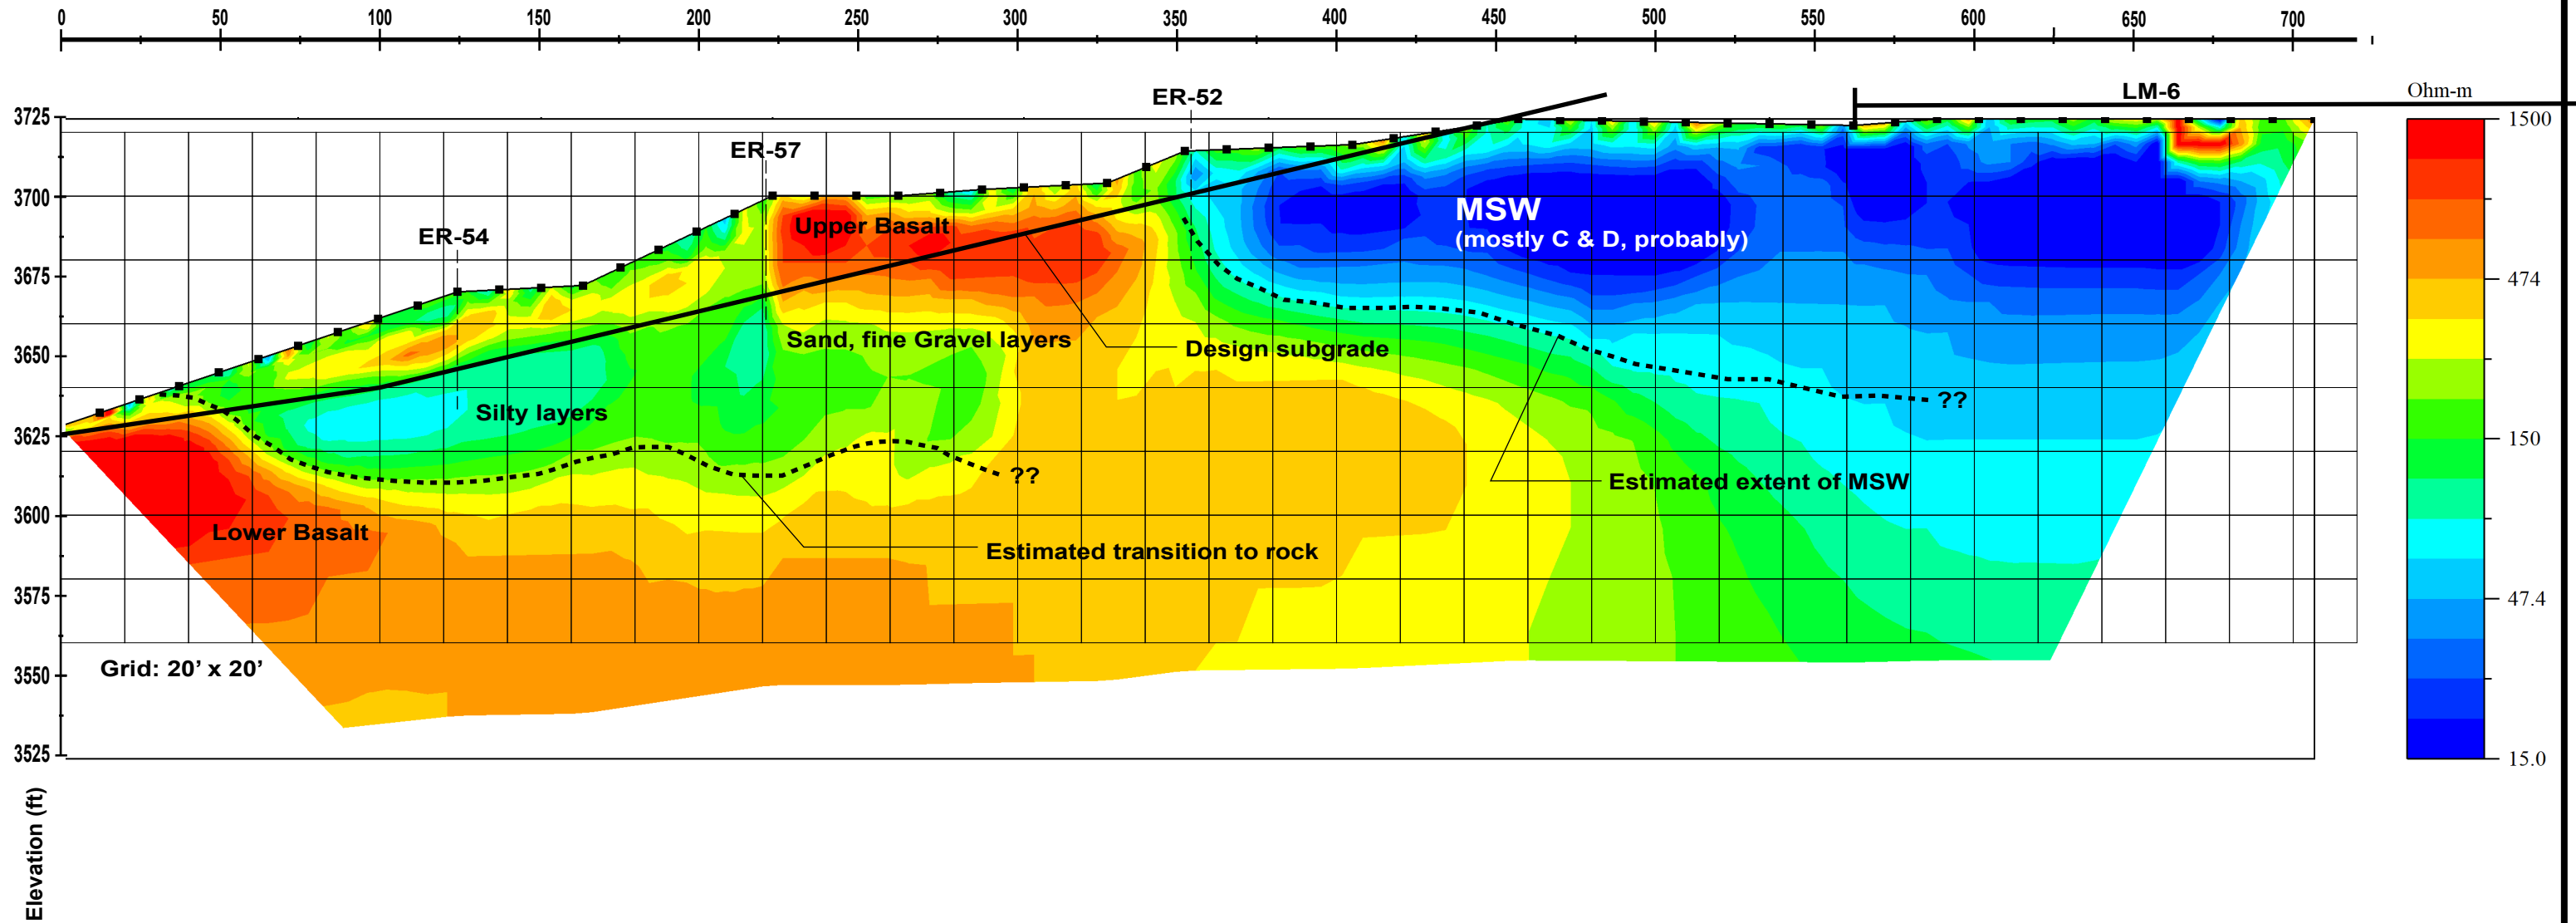 0 50 100 150 200 250 300 350 400 450 500 550 600 650 700
ER-52
LM-6
Ohm-m
3725
1500
ER-57
3700
Upper Basalt
MSW
(mostly C & D, probably)
ER-54
3675
474
Sand, fine Gravel layers
Design subgrade
3650
??
Silty layers
3625
150
??
Estimated extent of MSW
3600
Lower Basalt
Estimated transition to rock
3575
47.4
Grid: 20’ x 20’
3550
3525
15.0
Elevation (ft)